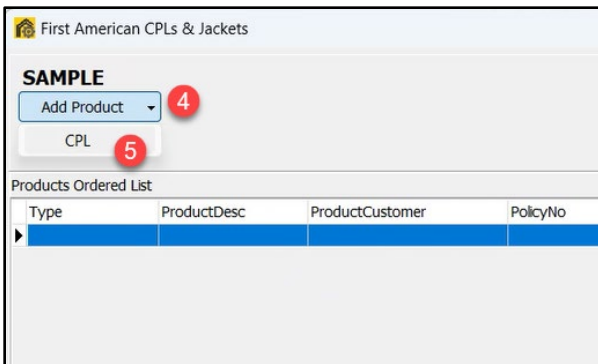 First American CPLs & Jackets
SAMPLE
Add Product 4
CPL 5
Products Ordered List
Type ProductDesc ProductCustomer PolicyNo